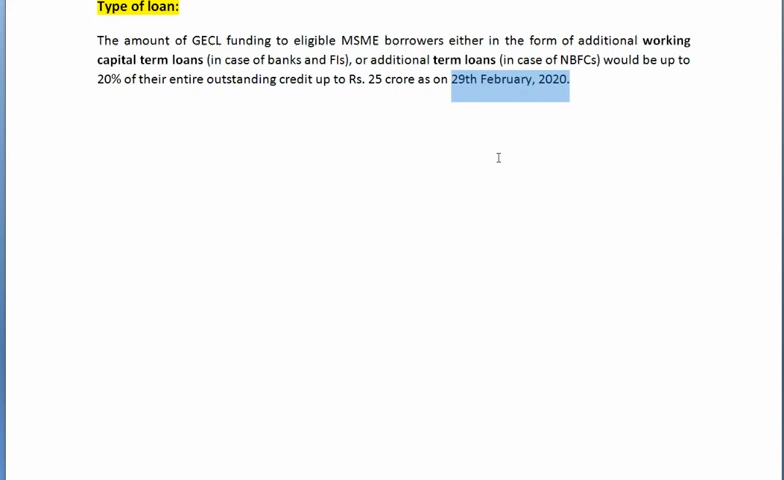 Type of loan:
The amount of GECL funding to eligible MSME borrowers either in the form of additional working
capital term loans (in case of banks and FIs), or additional term loans (in case of NBFCs) would be up to
20% of their entire outstanding credit up to Rs. 25 crore as on 29th February, 2020.